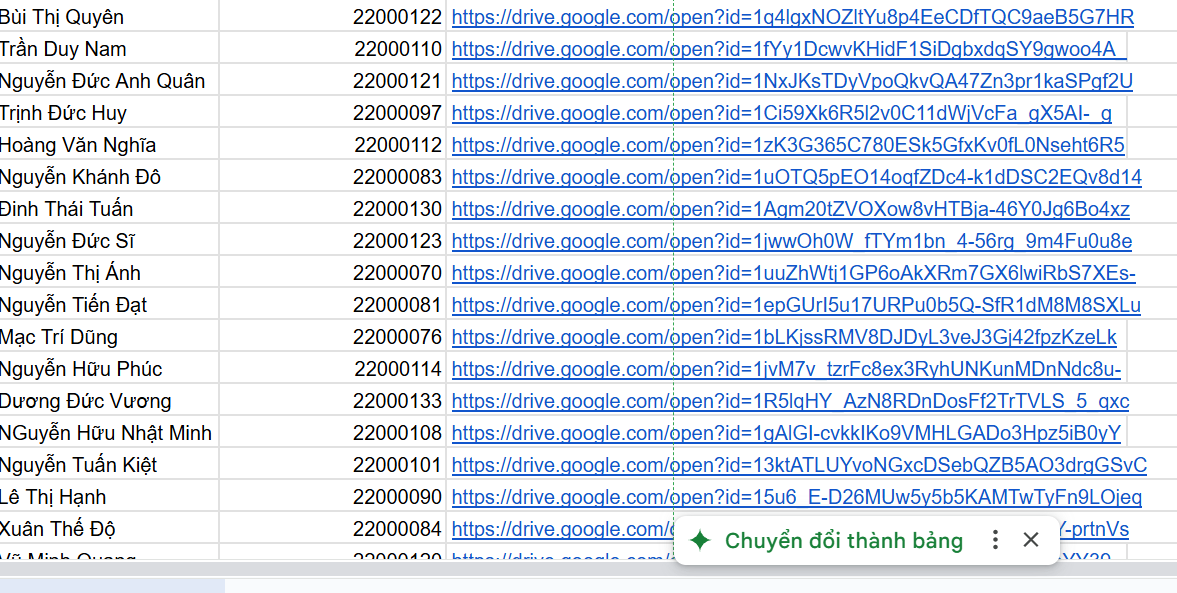 Bùi Thị Quyên 22000122 https://drive.google.com/open?id=1q4lgxNOZltYu8p4EeCDfTQC9aeB5G7HR
Trần Duy Nam 22000110 https://drive.google.com/open?id=1fYy1DcwvKHidF1SiDgbxdqSY9gwoo4A_
Nguyễn Đức Anh Quân 22000121 https://drive.google.com/open?id=1NxJKsTDyVpoQkvQA47Zn3pr1kaSPgf2U
Trịnh Đức Huy 22000097 https://drive.google.com/open?id=1Ci59Xk6R5l2v0C11dWjVcFa_gX5AI-_g
Hoàng Văn Nghĩa 22000112 https://drive.google.com/open?id=1zK3G365C780ESk5GfxKv0fL0Nseht6R5
Nguyễn Khánh Đô 22000083 https://drive.google.com/open?id=1uOTQ5pEO14oqfZDc4-k1dDSC2EQv8d14
Đinh Thái Tuấn 22000130 https://drive.google.com/open?id=1Agm20tZVOXow8vHTBja-46Y0Jg6Bo4xz
Nguyễn Đức Sĩ 22000123 https://drive.google.com/open?id=1jwwOh0W_fTYm1bn_4-56rg_9m4Fu0u8e
Nguyễn Thị Ánh 22000070 https://drive.google.com/open?id=1uuZhWtj1GP6oAkXRm7GX6lwiRbS7XEs-
Nguyễn Tiến Đạt 22000081 https://drive.google.com/open?id=1epGUrI5u17URPu0b5Q-SfR1dM8M8SXLu
Mạc Trí Dũng 22000076 https://drive.google.com/open?id=1bLKjssRMV8DJDyL3veJ3Gj42fpzKzeLk
Nguyễn Hữu Phúc 22000114 https://drive.google.com/open?id=1jvM7v_tzrFc8ex3RyhUNKunMDnNdc8u-
Dương Đức Vương 22000133 https://drive.google.com/open?id=1R5lqHY_AzN8RDnDosFf2TrTVLS_5_qxc
NGuyễn Hữu Nhật Minh 22000108 https://drive.google.com/open?id=1gAlGI-cvkkIKo9VMHLGADo3Hpz5iB0yY
Nguyễn Tuấn Kiệt 22000101 https://drive.google.com/open?id=13ktATLUYvoNGxcDSebQZB5AO3drgGSvC
Lê Thị Hạnh 22000090 https://drive.google.com/open?id=15u6_E-D26MUw5y5b5KAMTwTyFn9LOjeq
Xuân Thế Độ 22000084 https://drive.google.com/ Y-prtnVs
Chuyển đổi thành bảng